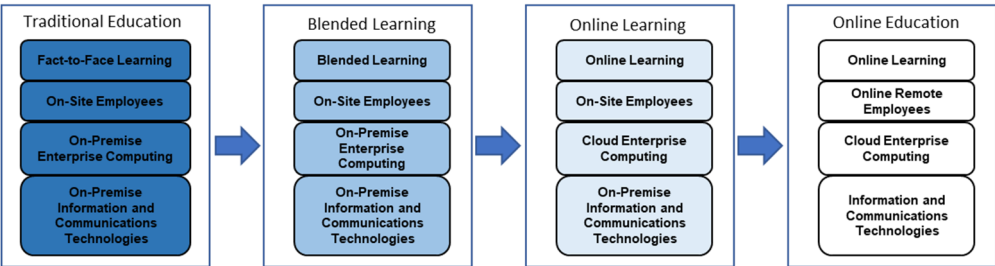 Traditional Education
Fact-to-Face Learning
On-Site Employees
On-Premise
Enterprise Computing
On-Premise
Information and
Communications
Technologies
Blended Learning
Blended Learning
On-Site Employees
On-Premise
Enterprise
Computing
On-Premise
Information and
Communications
Technologies
Online Learning
Online Learning
On-Site Employees
Cloud Enterprise
Computing
On-Premise
Information and
Communications
Technologies
Online Education
Online Learning
Online Remote
Employees
Cloud Enterprise
Computing
Information and
Communications
Technologies